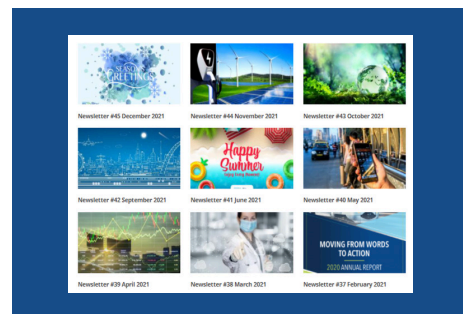 SEASON'S
GREETINGS
Newsletter #45 December 2021
Newsletter #44 November 2021
Newsletter #43 October 2021
Happy
Summer
Newsletter #42 September 2021
Newsletter #41 June 2021
Newsletter #40 May 2021
MOVING FROM WORDS
TO ACTION
2020 ANNUAL REPORT
Newsletter #39 April 2021
Newsletter #38 March 2021
Newsletter #37 February 2021